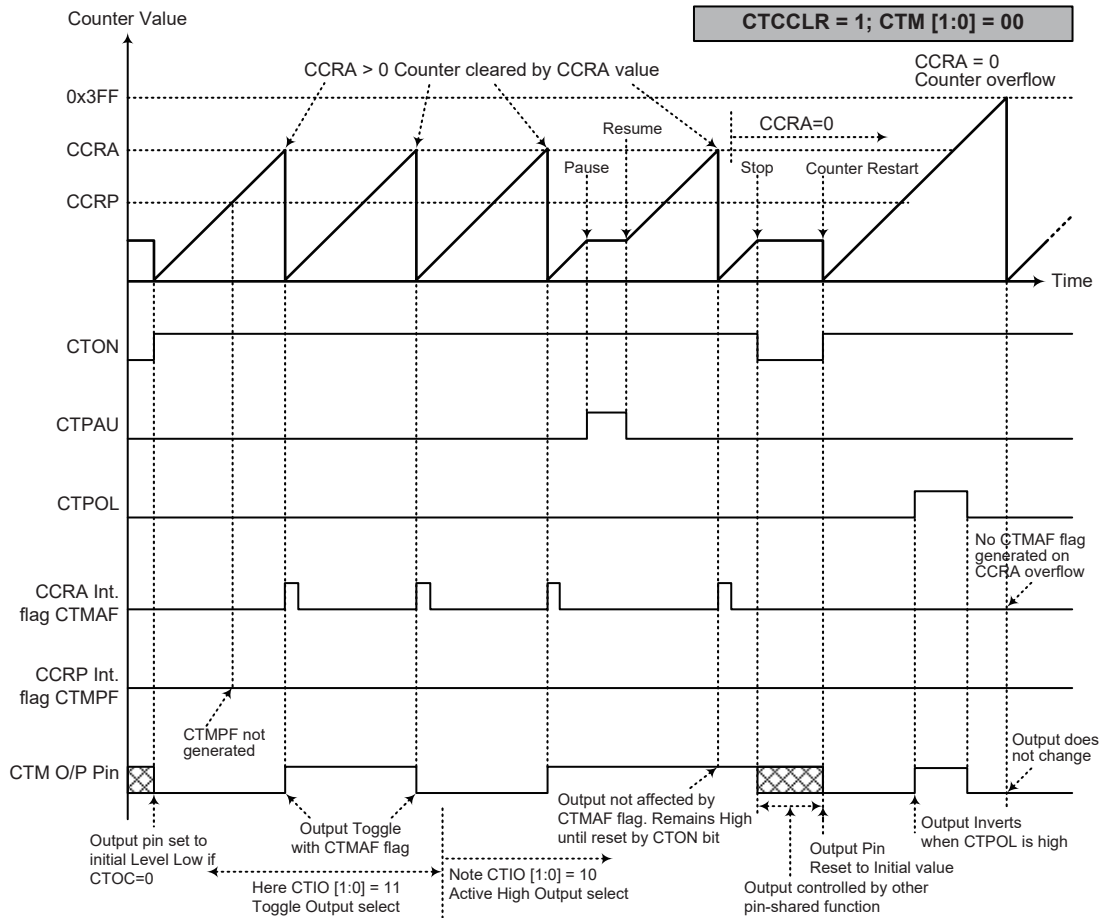 Counter Value
CTCCLR = 1; CTM [1:0] = 00
CCRA > 0 Counter cleared by CCRA value
CCRA = 0
Counter overflow
0x3FF
CCRA=0
Resume
CCRA
Pause
Stop
Counter Restart
CCRP
Time
CTON
CTPAU
CTPOL
No CTMAF flag
generated on
CCRA overflow
CCRA Int.
flag CTMAF
CCRP Int.
flag CTMPF
CTMPF not
generated
Output does
not change
CTM O/P Pin
Output pin set to
initial Level Low if
CTOC=0
Output Toggle
with CTMAF flag
Here CTIO [1:0] = 11
Toggle Output select
Note CTIO [1:0] = 10
Active High Output select
Output not affected by
CTMAF flag. Remains High
until reset by CTON bit
Output Pin
Reset to Initial value
Output controlled by other
pin-shared function
Output Inverts
when CTPOL is high